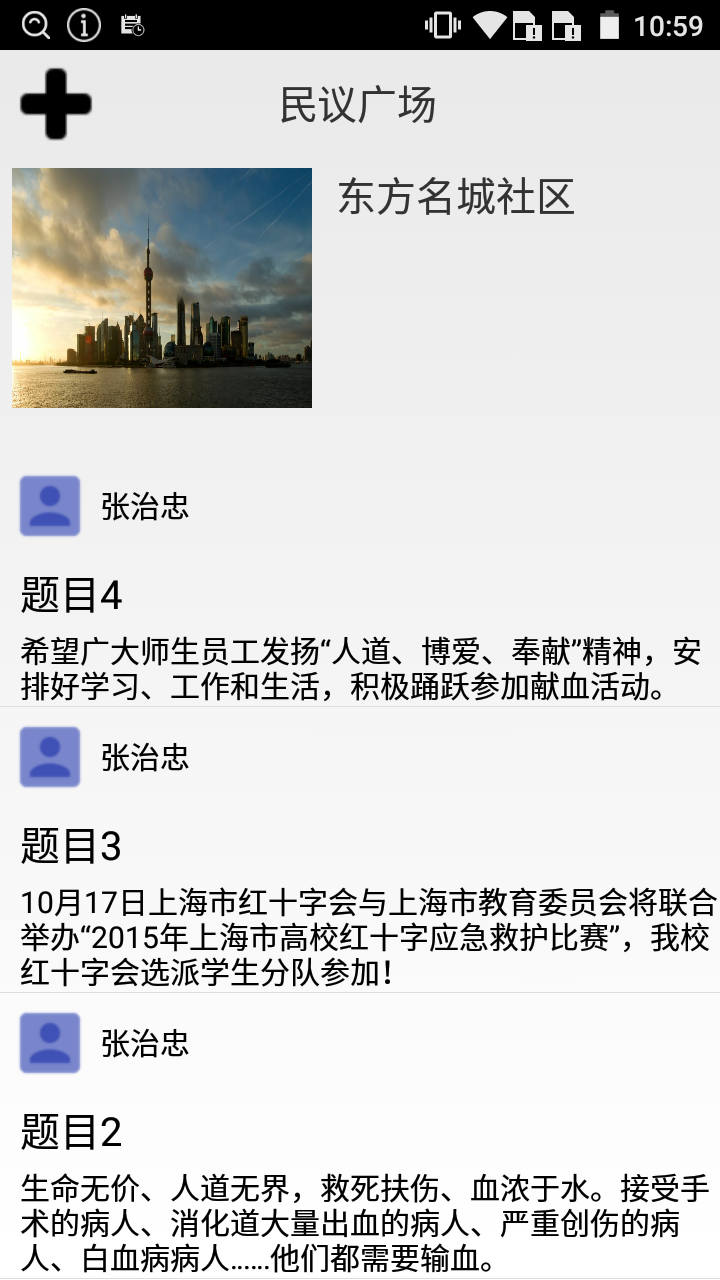 10:59
民议广场
东方名城社区
张治忠
题目4
希望广大师生员工发扬“人道、博爱、奉献”精神，安
排好学习、工作和生活，积极踊跃参加献血活动。
张治忠
题目3
10月17日上海市红十字会与上海市教育委员会将联合
举办“2015年上海市高校红十字应急救护比赛”，我校
红十字会选派学生分队参加！
张治忠
题目2
生命无价、人道无界，救死扶伤、血浓于水。接受手
术的病人、消化道大量出血的病人、严重创伤的病
人、白血病病人……他们都需要输血。